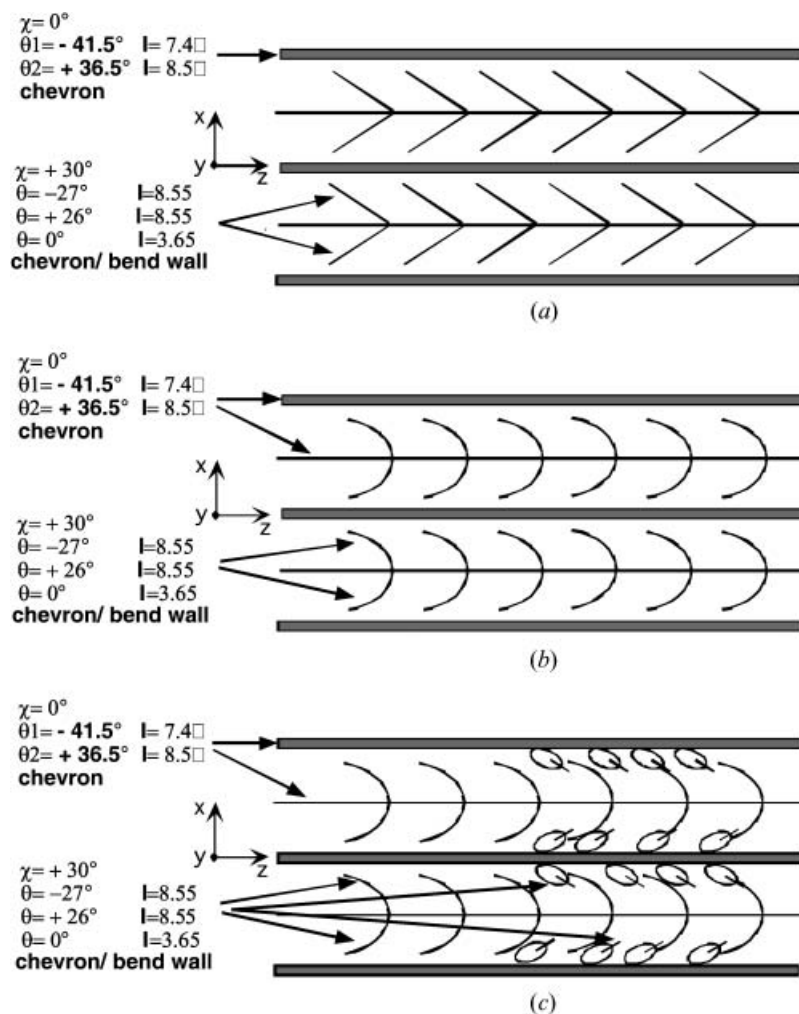 χ= 0°
θ1= - 41.5° l= 7.4□
θ2= + 36.5° l= 8.5□
chevron
x
y z
χ= + 30°
θ= −27° l=8.55
θ= + 26° l=8.55
θ= 0° l=3.65
chevron/ bend wall
(a)
χ= 0°
θ1= - 41.5° l= 7.4□
θ2= + 36.5° l= 8.5□
chevron
x
y z
χ= + 30°
θ= −27° l=8.55
θ= + 26° l=8.55
θ= 0° l=3.65
chevron/ bend wall
(b)
χ= 0°
θ1= - 41.5° l= 7.4□
θ2= + 36.5° l= 8.5□
chevron
x
y z
χ= + 30°
θ= −27° l=8.55
θ= + 26° l=8.55
θ= 0° l=3.65
chevron/ bend wall
(c)